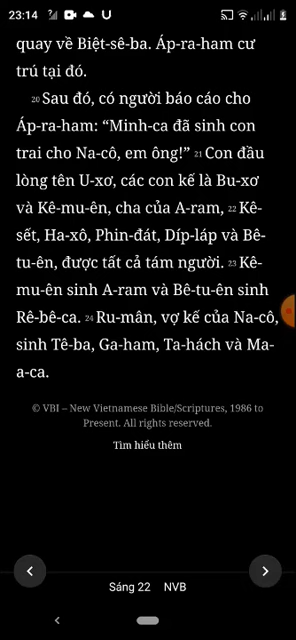 23:14
quay về Biệt-sê-ba. Áp-ra-ham cư
trú tại đó.
20 Sau đó, có người báo cáo cho
Áp-ra-ham: “Minh-ca đã sinh con
trai cho Na-cô, em ông!” 21 Con đầu
lòng tên U-xơ, các con kế là Bu-xơ
và Kê-mu-ên, cha của A-ram, 22 Kê-
sết, Ha-xô, Phin-đát, Díp-láp và Bê-
tu-ên, được tất cả tám người. 23 Kê-
mu-ên sinh A-ram và Bê-tu-ên sinh
Rê-bê-ca. 24 Ru-mân, vợ kế của Na-cô,
sinh Tê-ba, Ga-ham, Ta-hách và Ma-
a-ca.
© VBI – New Vietnamese Bible/Scriptures, 1986 to
Present. All rights reserved.
Tìm hiểu thêm
Sáng 22 NVB